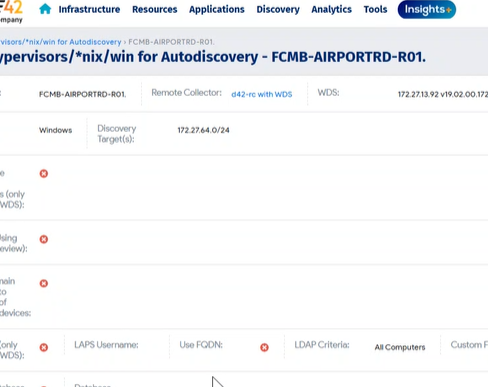 F42
mpany
Infrastructure Resources Applications Discovery Analytics Tools Insights+
visors/*nix/win for Autodiscovery › FCMB-AIRPORTRD-R01.
ypervisors/*nix/win for Autodiscovery - FCMB-AIRPORTRD-R01.
: FCMB-AIRPORTRD-R01. Remote Collector: d42-rc with WDS WDS: 172.27.13.92 v19.02.00.172
Windows Discovery Target(s): 172.27.64.0/24
e
s (only
WDS):
sing
eview):
main
to
of
devices:
(only
WDS): LAPS Username: Use FQDN: LDAP Criteria: All Computers Custom F
Database